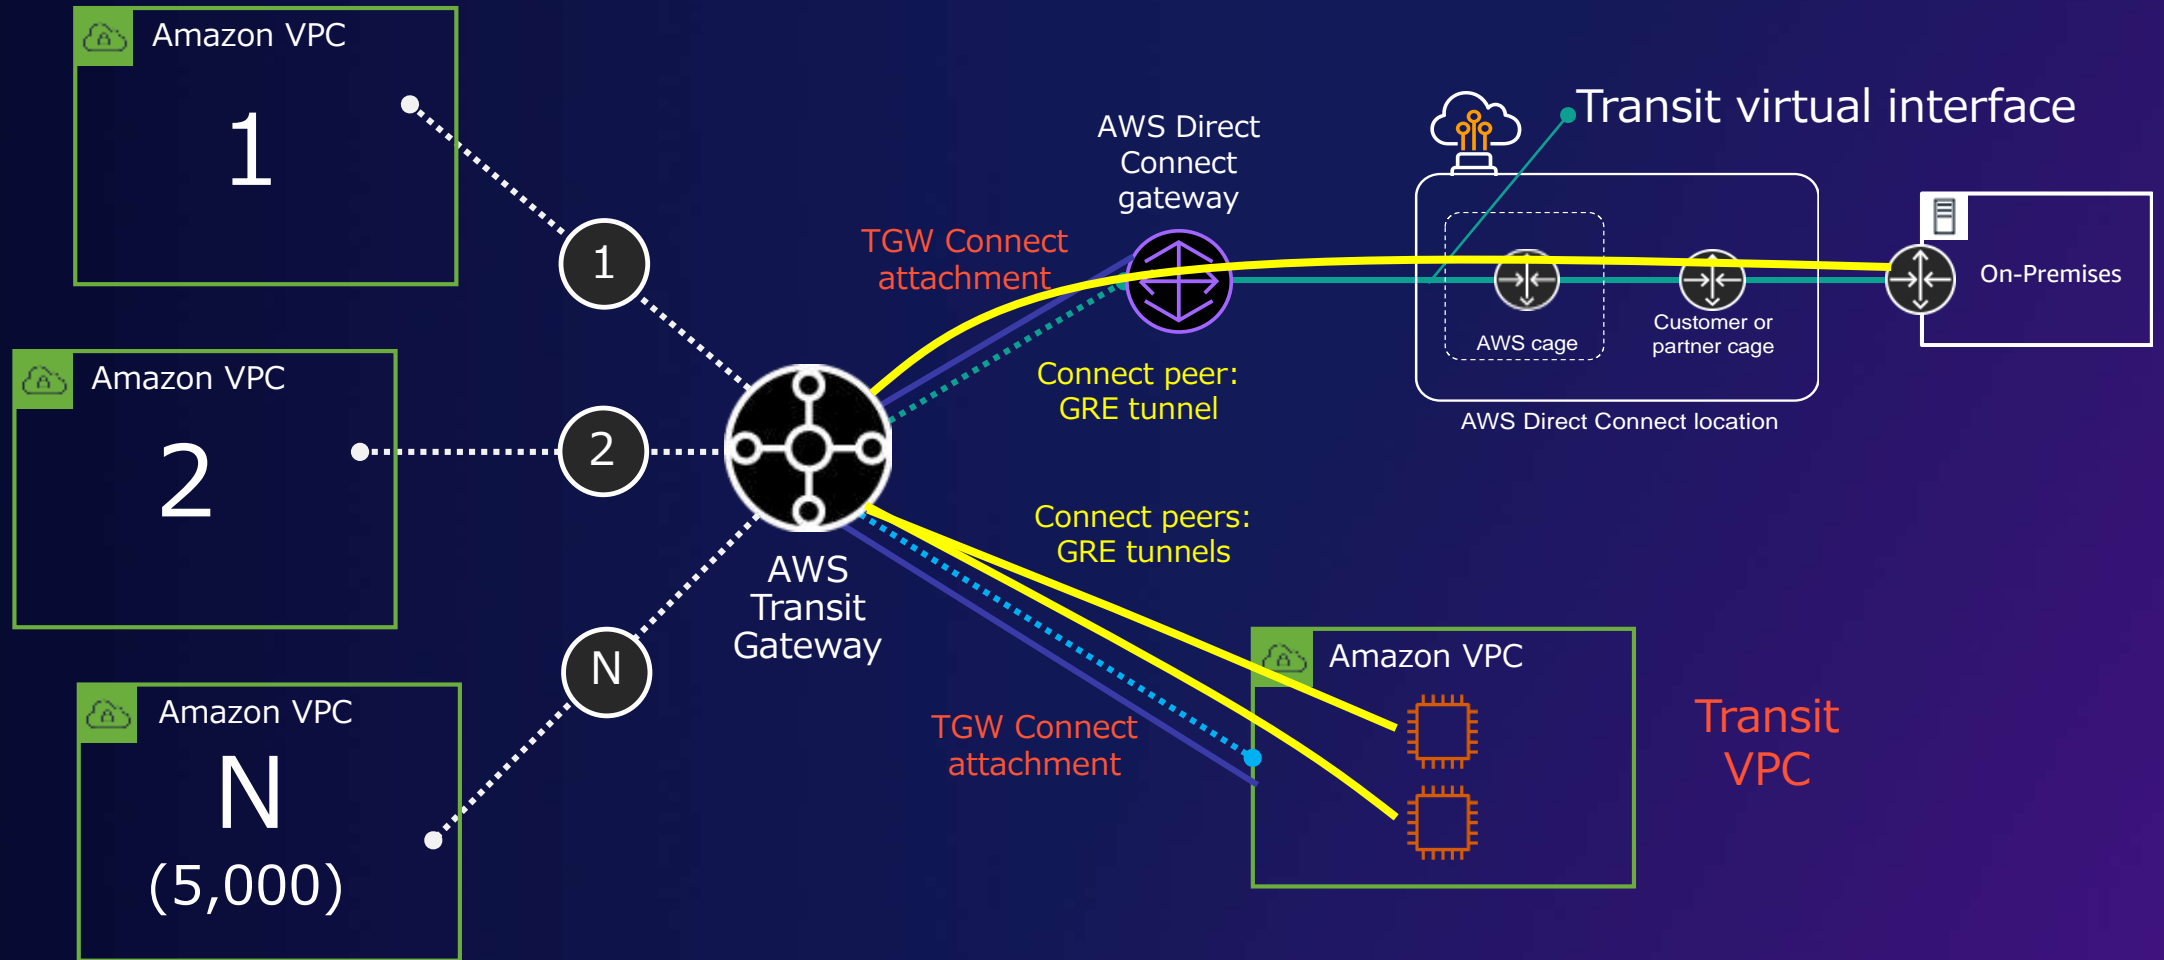 Amazon VPC
1
Amazon VPC
2
Amazon VPC
N
(5,000)
1
2
N
AWS
Transit
Gateway
TGW Connect
attachment
AWS Direct
Connect
gateway
Connect peer:
GRE tunnel
Transit virtual interface
AWS cage
Customer or
partner cage
AWS Direct Connect location
On-Premises
Connect peers:
GRE tunnels
TGW Connect
attachment
Amazon VPC
Transit
VPC